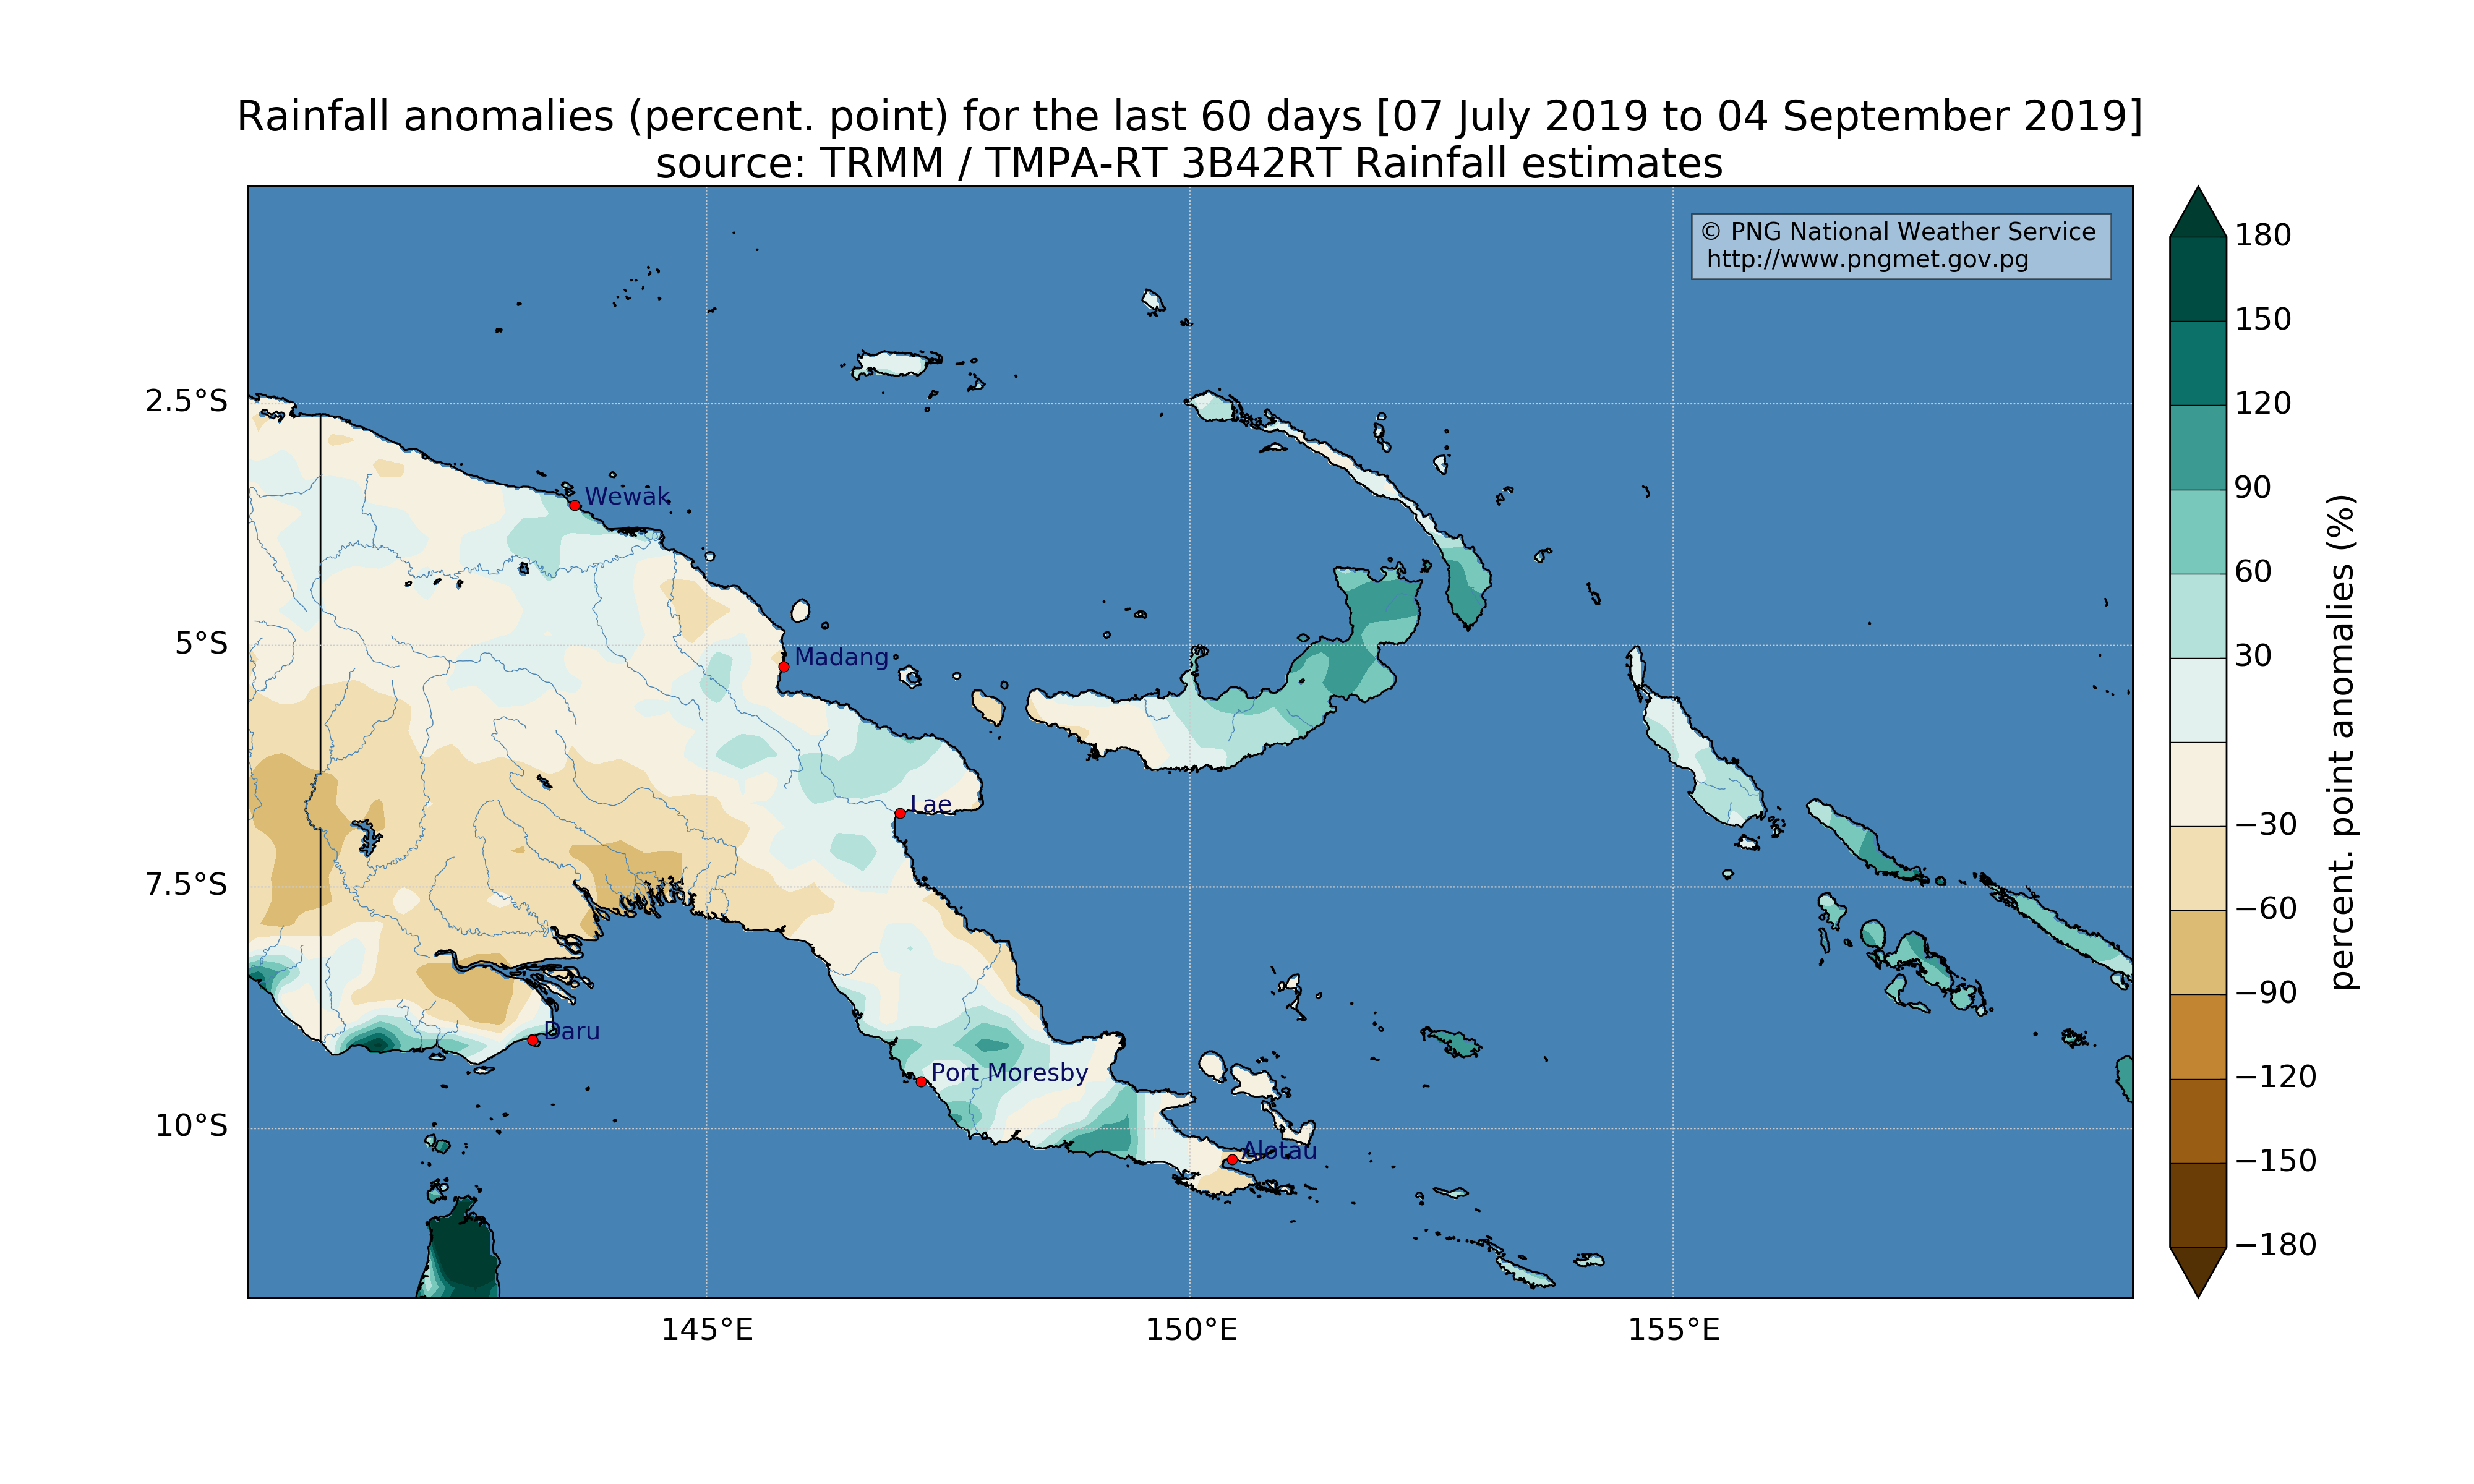 Rainfall anomalies (percent. point) for the last 60 days [07 July 2019 to 04 September 2019]
source: TRMM / TMPA-RT 3B42RT Rainfall estimates
© PNG National Weather Service
http://www.pngmet.gov.pg
2.5°S
5°S
7.5°S
10°S
145°E
150°E
155°E
Wewak
Madang
Lae
Daru
Port Moresby
Alotau
180
150
120
90
60
30
−30
−60
−90
−120
−150
−180
percent. point anomalies (%)